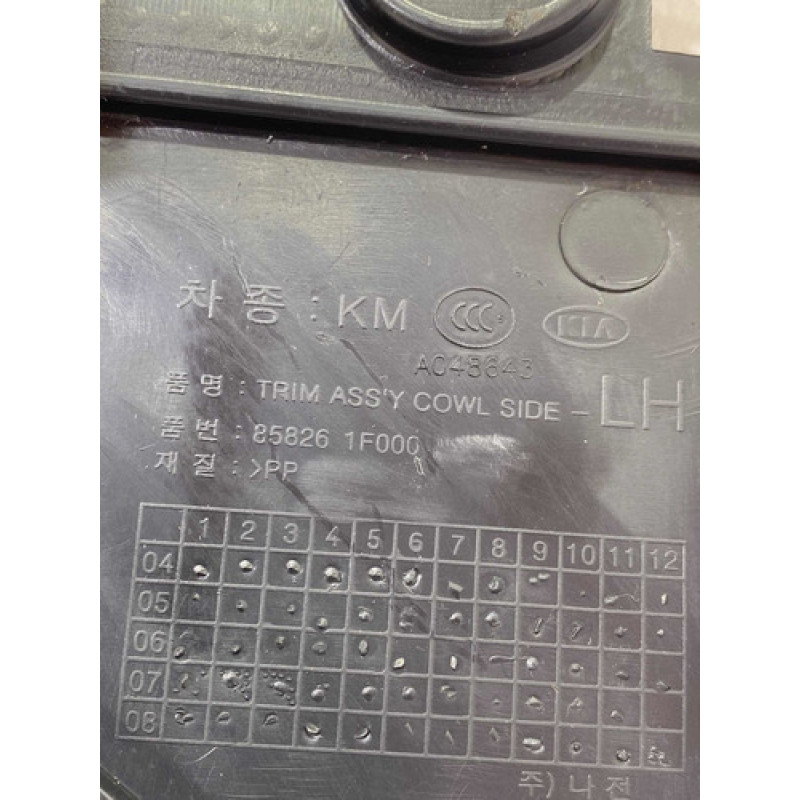 차 종 : KM CCC KIA
A048643
품 명 : TRIM ASS'Y COWL SIDE - LH
품 번 : 85826 1F000
재 질 : >PP
1 2 3 4 5 6 7 8 9 10 11 12
04
05
06
07
08
주) 나 전